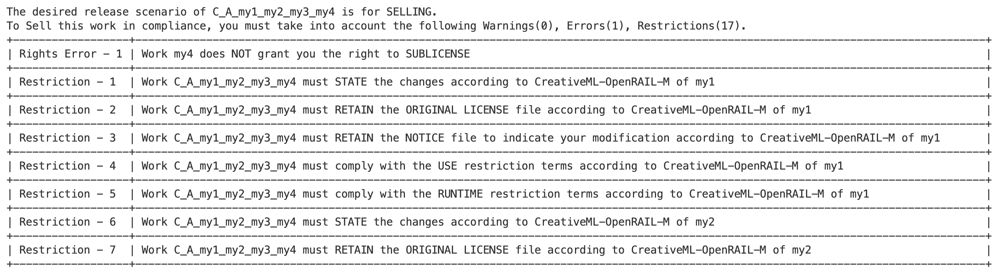 The desired release scenario of C_A_my1_my2_my3_my4 is for SELLING.
To Sell this work in compliance, you must take into account the following Warnings(0), Errors(1), Restrictions(17).
| Rights Error - 1 | Work my4 does NOT grant you the right to SUBLICENSE |
| Restriction - 1 | Work C_A_my1_my2_my3_my4 must STATE the changes according to CreativeML-OpenRAIL-M of my1 |
| Restriction - 2 | Work C_A_my1_my2_my3_my4 must RETAIN the ORIGINAL LICENSE file according to CreativeML-OpenRAIL-M of my1 |
| Restriction - 3 | Work C_A_my1_my2_my3_my4 must RETAIN the NOTICE file to indicate your modification according to CreativeML-OpenRAIL-M of my1 |
| Restriction - 4 | Work C_A_my1_my2_my3_my4 must comply with the USE restriction terms according to CreativeML-OpenRAIL-M of my1 |
| Restriction - 5 | Work C_A_my1_my2_my3_my4 must comply with the RUNTIME restriction terms according to CreativeML-OpenRAIL-M of my1 |
| Restriction - 6 | Work C_A_my1_my2_my3_my4 must STATE the changes according to CreativeML-OpenRAIL-M of my2 |
| Restriction - 7 | Work C_A_my1_my2_my3_my4 must RETAIN the ORIGINAL LICENSE file according to CreativeML-OpenRAIL-M of my2 |